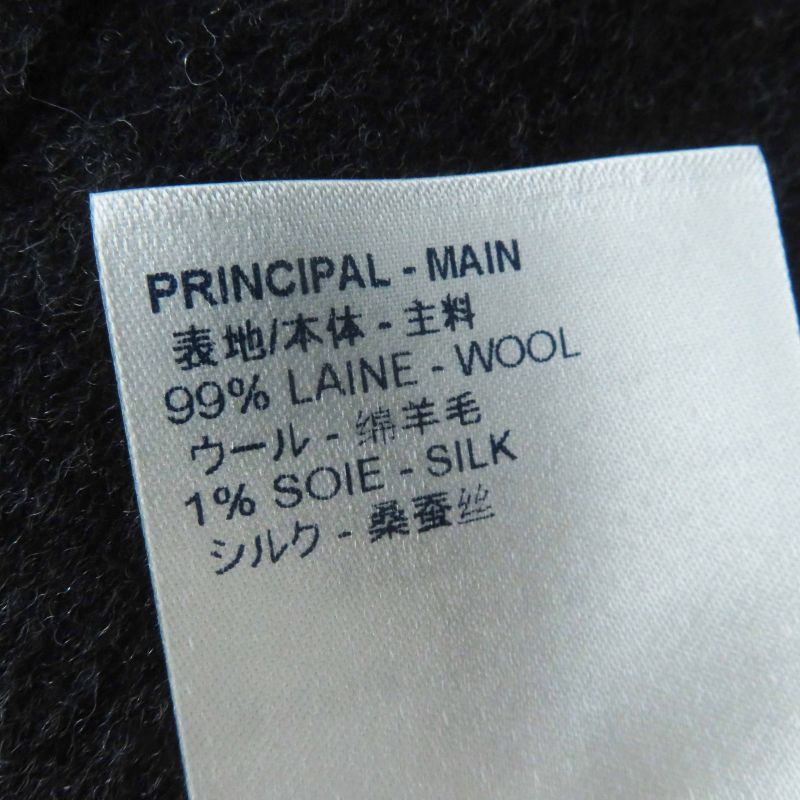 PRINCIPAL - MAIN
表地/本体 - 主料
99% LAINE - WOOL
ウール - 绵羊毛
1% SOIE - SILK
シルク - 桑蚕丝